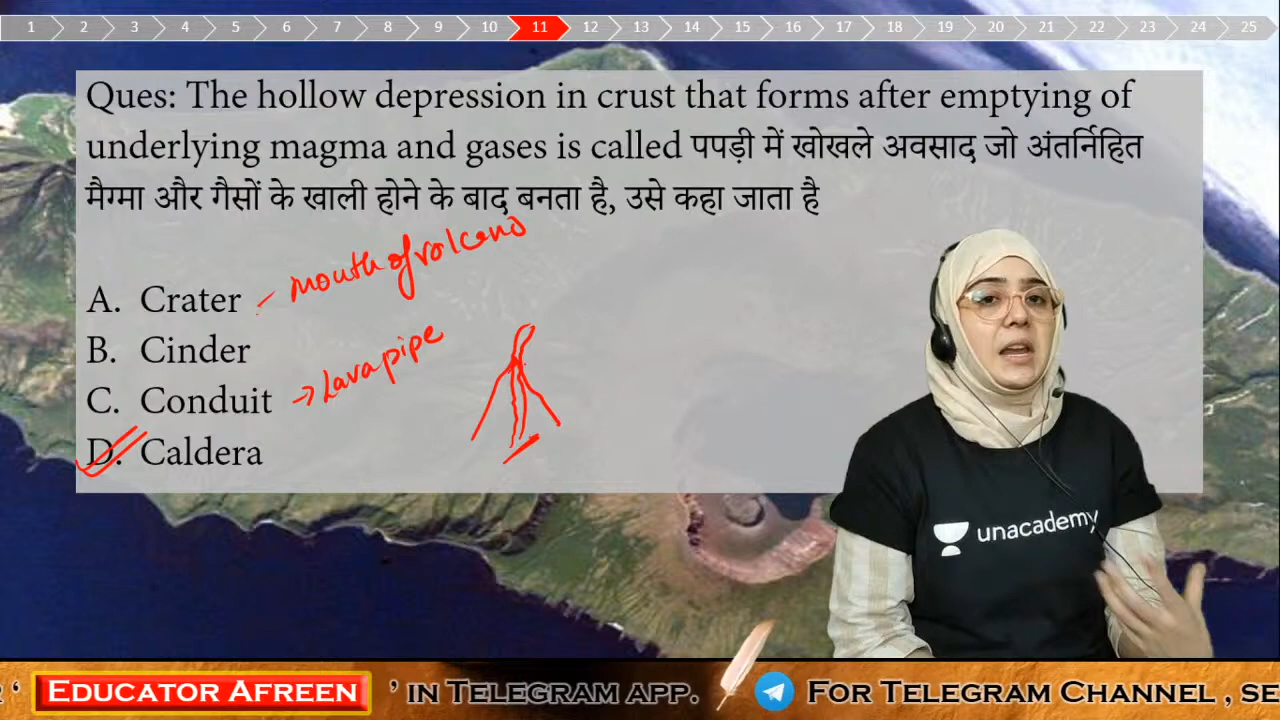 1 2 3 4 5 6 7 8 9 10 11 12 13 14 15 16 17 18 19 20 21 22 23 24 25
Ques: The hollow depression in crust that forms after emptying of
underlying magma and gases is called पपड़ी में खोखले अवसाद जो अंतर्निहित
मैग्मा और गैसों के खाली होने के बाद बनता है, उसे कहा जाता है
A. Crater - mouth of volcano
B. Cinder
C. Conduit → Lava pipe
D. Caldera
unacademy
' EDUCATOR AFREEN ' IN TELEGRAM APP. FOR TELEGRAM CHANNEL , SE